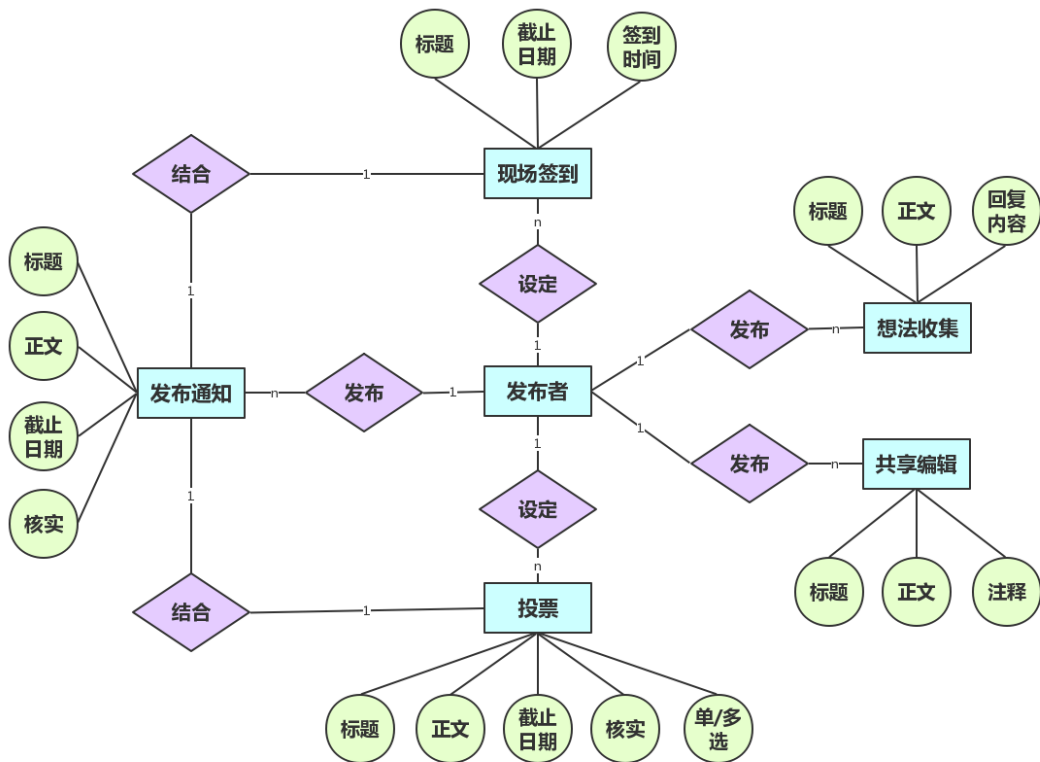 标题
截止
日期
签到
时间
结合
1
现场签到
n
标题
正文
回复
内容
标题
1
设定
发布
n
想法收集
正文
1
1
发布通知
n
发布
1
发布者
截止
日期
1
1
发布
n
共享编辑
1
核实
设定
n
结合
1
投票
标题
正文
注释
标题
正文
截止
日期
核实
单/多
选